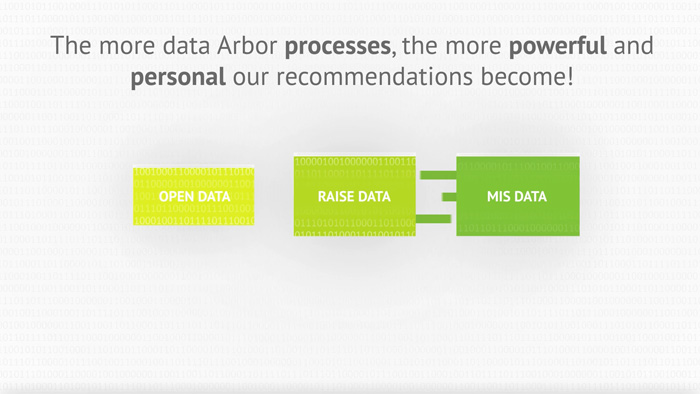 The more data Arbor processes, the more powerful and
personal our recommendations become!
OPEN DATA
RAISE DATA
MIS DATA